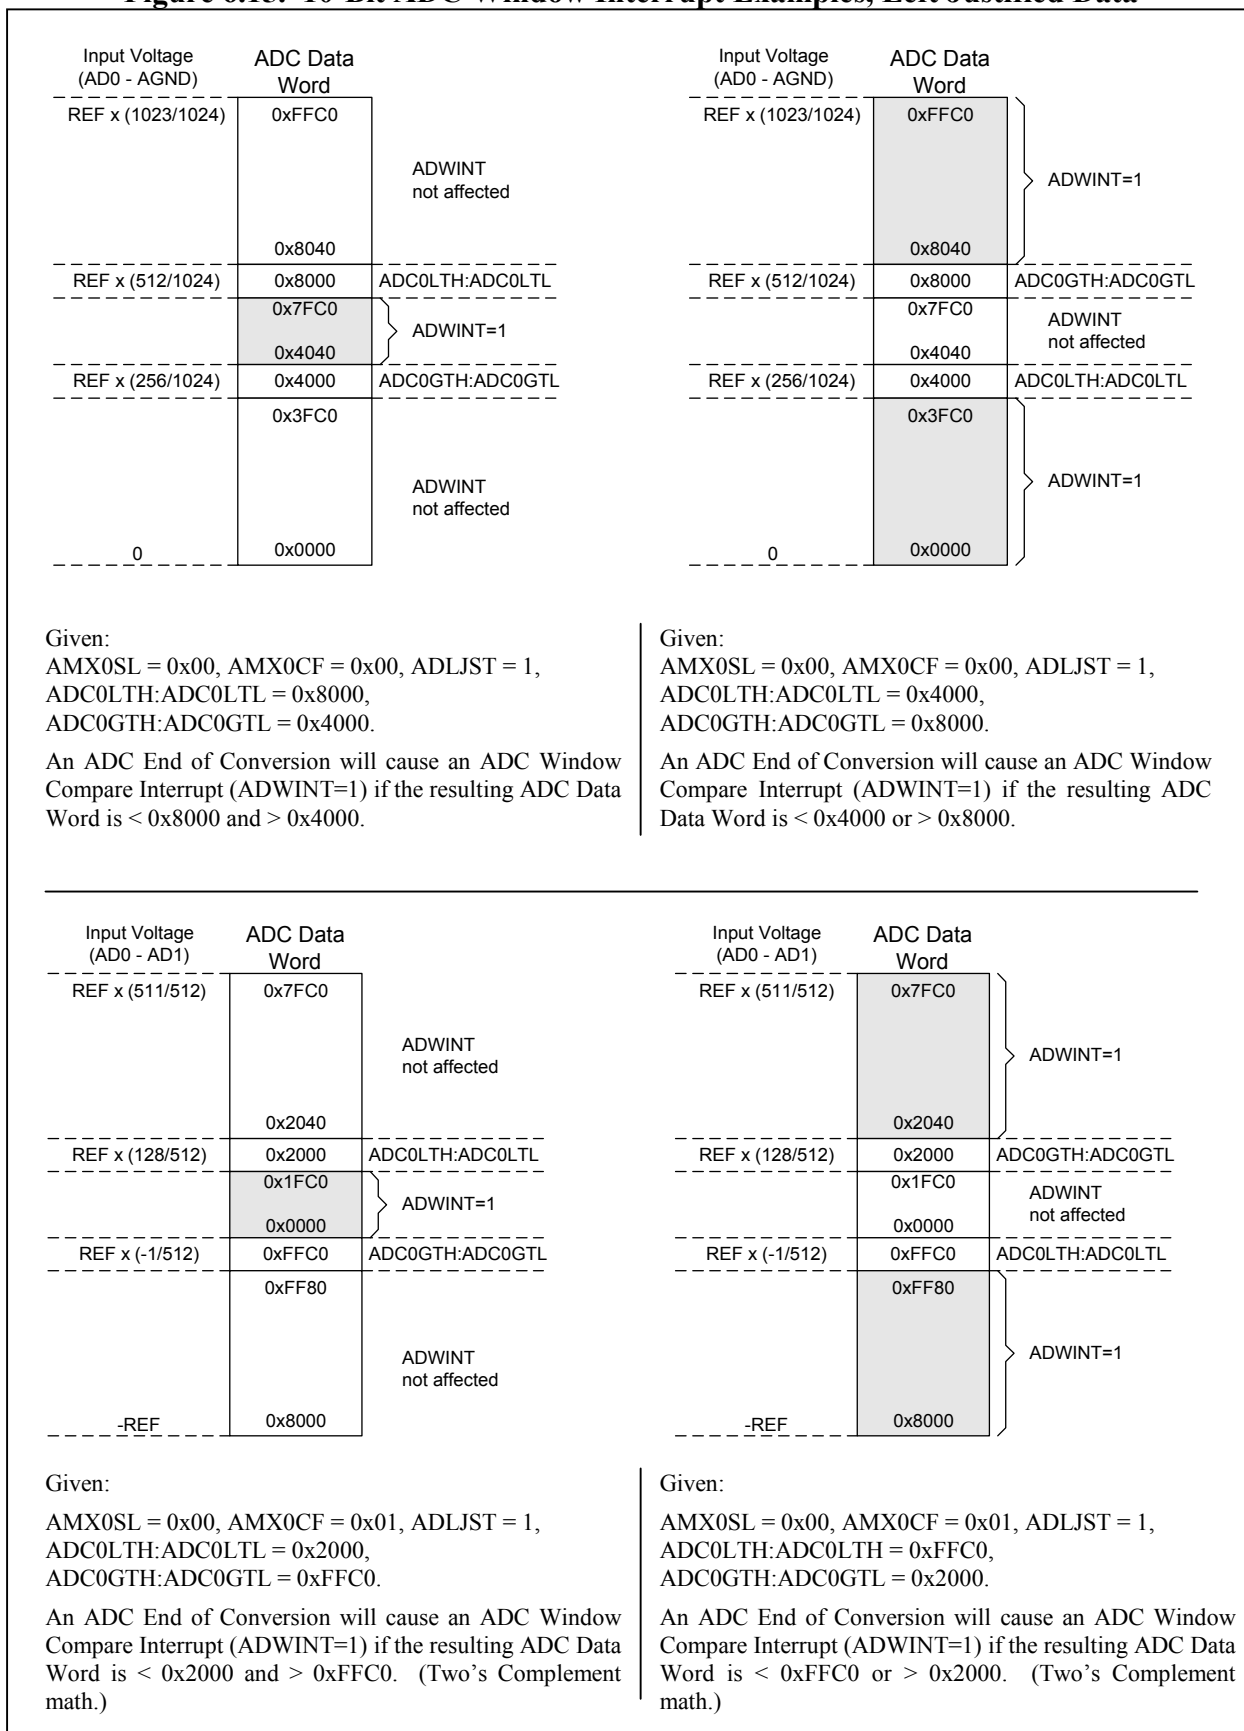 Figure 6.15. 10-Bit ADC Window Interrupt Examples, Left Justified Data
Input Voltage
(AD0 - AGND)
ADC Data
Word
REF x (1023/1024)
0xFFC0
ADWINT
not affected
0x8040
REF x (512/1024)
0x8000
ADC0LTH:ADC0LTL
0x7FC0
ADWINT=1
0x4040
REF x (256/1024)
0x4000
ADC0GTH:ADC0GTL
0x3FC0
ADWINT
not affected
0
0x0000
Input Voltage
(AD0 - AGND)
ADC Data
Word
REF x (1023/1024)
0xFFC0
ADWINT=1
0x8040
REF x (512/1024)
0x8000
ADC0GTH:ADC0GTL
0x7FC0
ADWINT
not affected
0x4040
REF x (256/1024)
0x4000
ADC0LTH:ADC0LTL
0x3FC0
ADWINT=1
0
0x0000
Given:
AMX0SL = 0x00, AMX0CF = 0x00, ADLJST = 1,
ADC0LTH:ADC0LTL = 0x8000,
ADC0GTH:ADC0GTL = 0x4000.
An ADC End of Conversion will cause an ADC Window
Compare Interrupt (ADWINT=1) if the resulting ADC Data
Word is < 0x8000 and > 0x4000.
Given:
AMX0SL = 0x00, AMX0CF = 0x00, ADLJST = 1,
ADC0LTH:ADC0LTL = 0x4000,
ADC0GTH:ADC0GTL = 0x8000.
An ADC End of Conversion will cause an ADC Window
Compare Interrupt (ADWINT=1) if the resulting ADC
Data Word is < 0x4000 or > 0x8000.
Input Voltage
(AD0 - AD1)
ADC Data
Word
REF x (511/512)
0x7FC0
ADWINT
not affected
0x2040
REF x (128/512)
0x2000
ADC0LTH:ADC0LTL
0x1FC0
ADWINT=1
0x0000
REF x (-1/512)
0xFFC0
ADC0GTH:ADC0GTL
0xFF80
ADWINT
not affected
-REF
0x8000
Input Voltage
(AD0 - AD1)
ADC Data
Word
REF x (511/512)
0x7FC0
ADWINT=1
0x2040
REF x (128/512)
0x2000
ADC0GTH:ADC0GTL
0x1FC0
ADWINT
not affected
0x0000
REF x (-1/512)
0xFFC0
ADC0LTH:ADC0LTL
0xFF80
ADWINT=1
-REF
0x8000
Given:
AMX0SL = 0x00, AMX0CF = 0x01, ADLJST = 1,
ADC0LTH:ADC0LTL = 0x2000,
ADC0GTH:ADC0GTL = 0xFFC0.
An ADC End of Conversion will cause an ADC Window
Compare Interrupt (ADWINT=1) if the resulting ADC Data
Word is < 0x2000 and > 0xFFC0. (Two's Complement
math.)
Given:
AMX0SL = 0x00, AMX0CF = 0x01, ADLJST = 1,
ADC0LTH:ADC0LTH = 0xFFC0,
ADC0GTH:ADC0GTL = 0x2000.
An ADC End of Conversion will cause an ADC Window
Compare Interrupt (ADWINT=1) if the resulting ADC Data
Word is < 0xFFC0 or > 0x2000. (Two's Complement
math.)